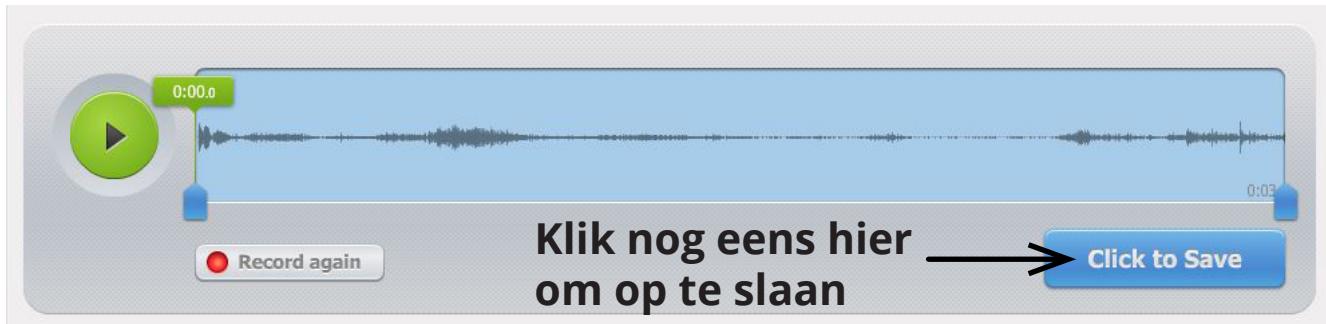 0:00.0
0:03
Record again
Klik nog eens hier
om op te slaan
Click to Save